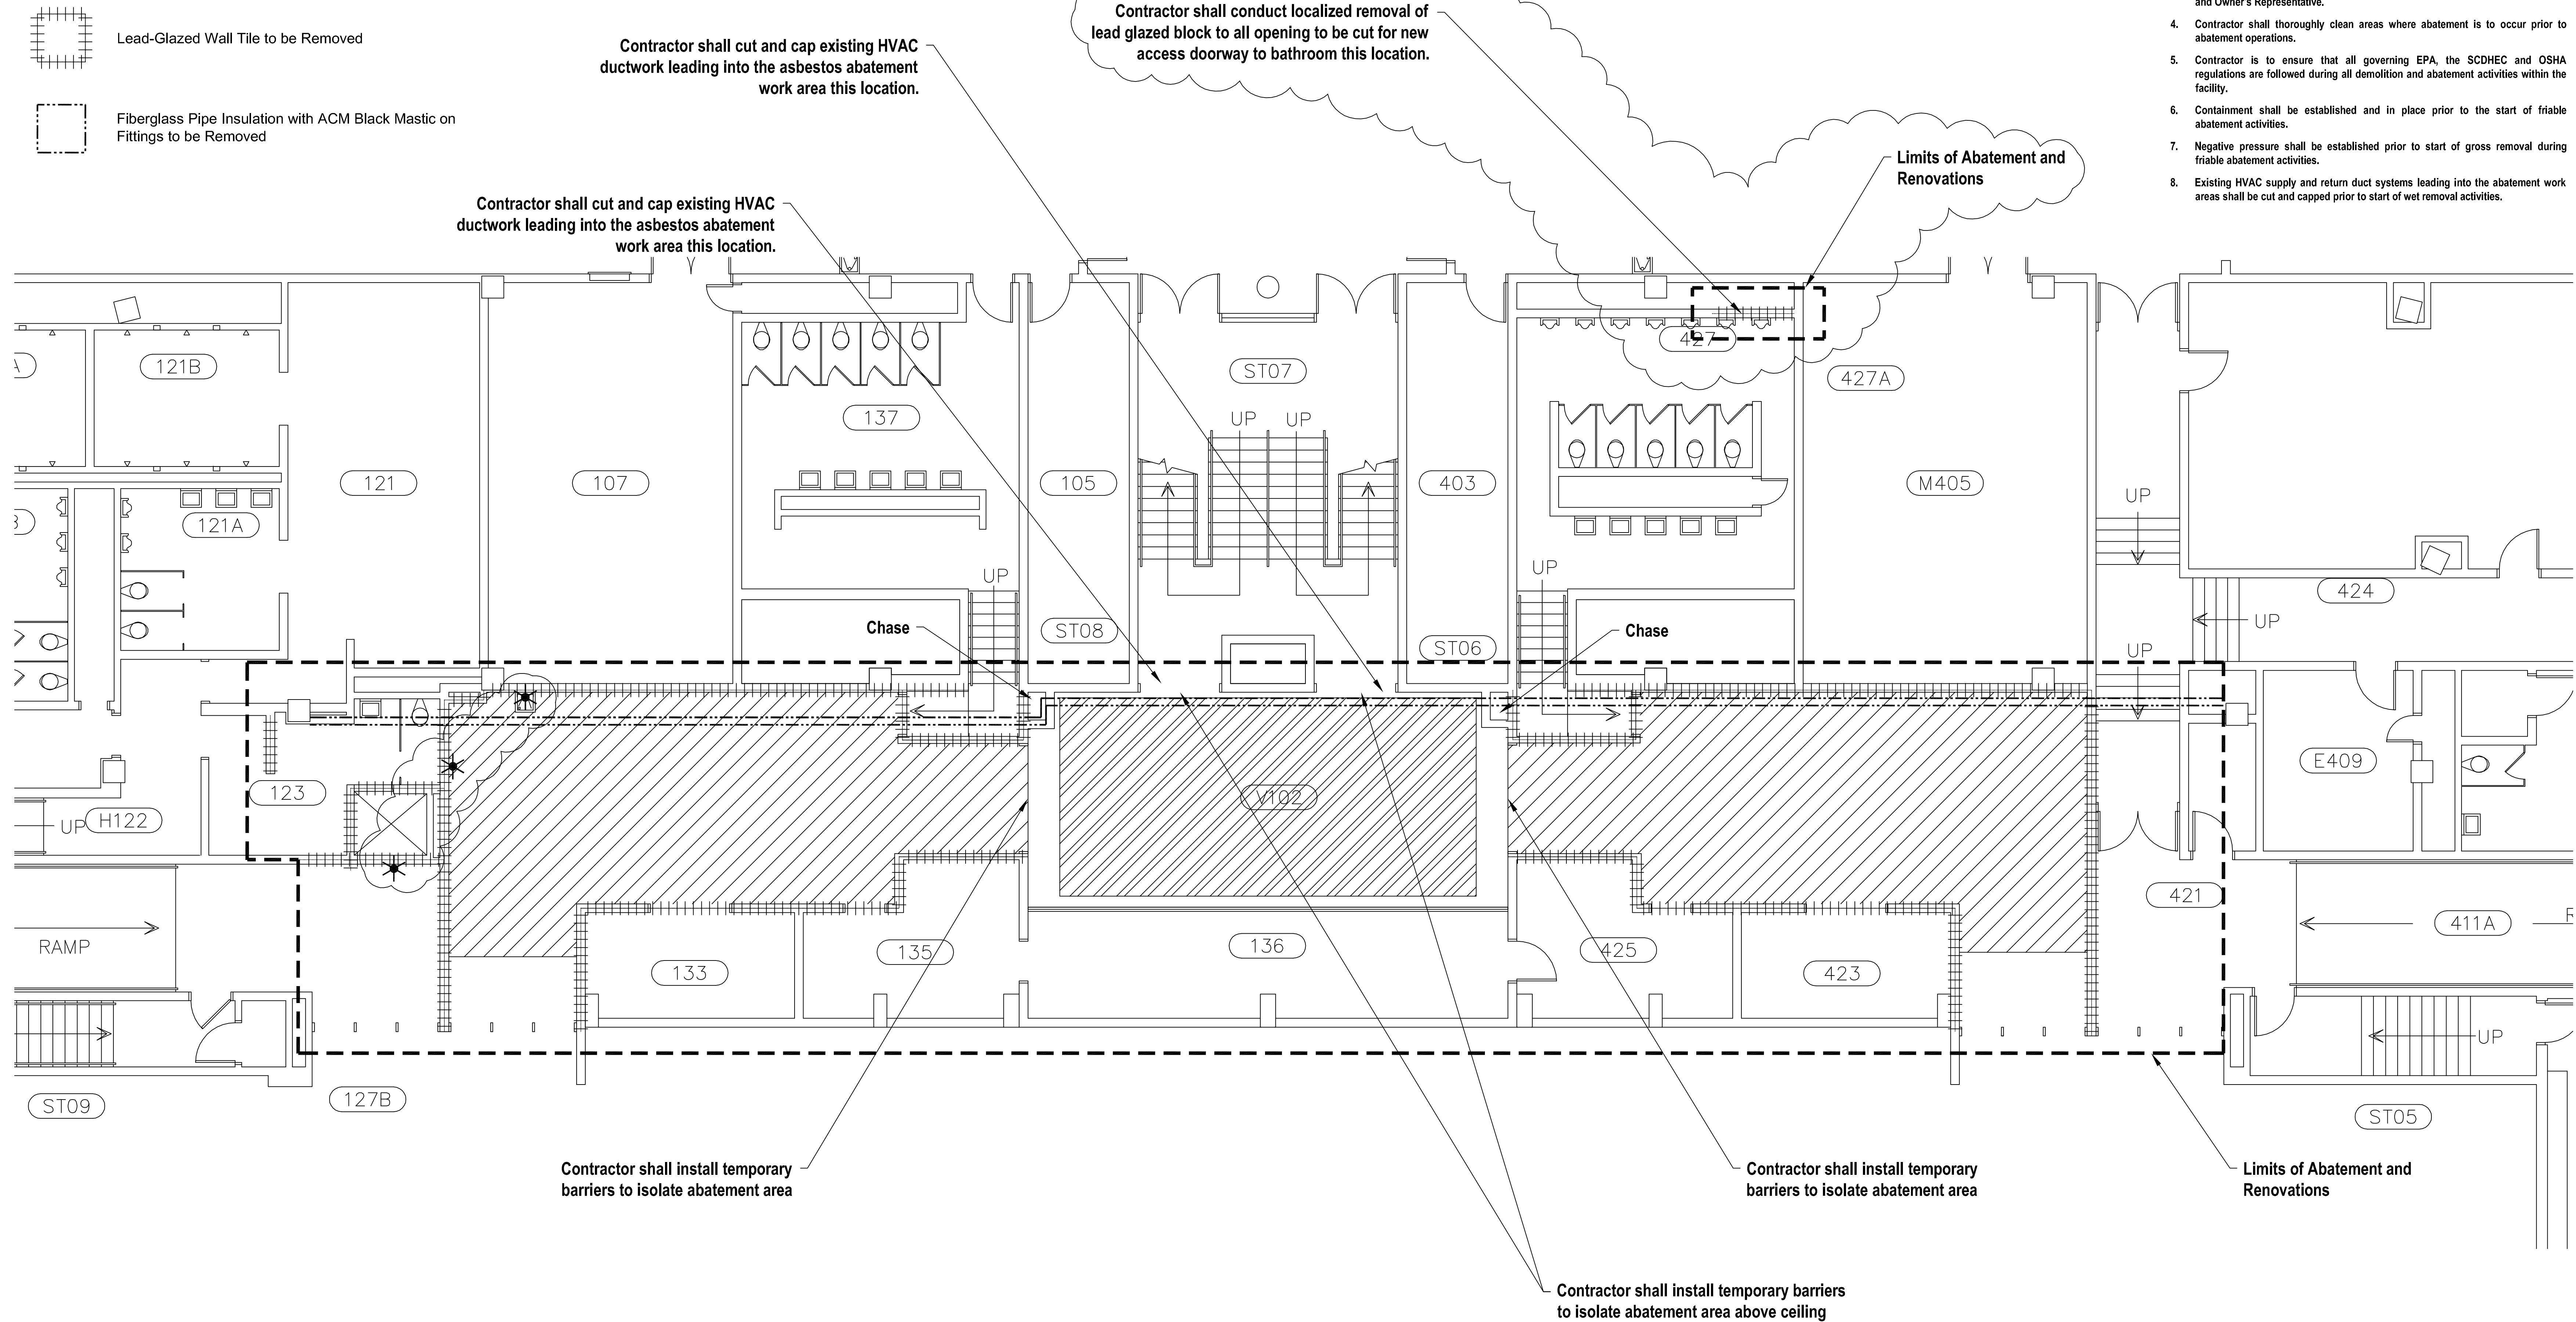 Lead-Glazed Wall Tile to be Removed
Fiberglass Pipe Insulation with ACM Black Mastic on
Fittings to be Removed
Contractor shall cut and cap existing HVAC
ductwork leading into the asbestos abatement
work area this location.
Contractor shall cut and cap existing HVAC
ductwork leading into the asbestos abatement
work area this location.
Contractor shall conduct localized removal of
lead glazed block to all opening to be cut for new
access doorway to bathroom this location.
Limits of Abatement and
Renovations
and Owner's Representative.
4. Contractor shall thoroughly clean areas where abatement is to occur prior to
abatement operations.
5. Contractor is to ensure that all governing EPA, the SCDHEC and OSHA
regulations are followed during all demolition and abatement activities within the
facility.
6. Containment shall be established and in place prior to the start of friable
abatement activities.
7. Negative pressure shall be established prior to start of gross removal during
friable abatement activities.
8. Existing HVAC supply and return duct systems leading into the abatement work
areas shall be cut and capped prior to start of wet removal activities.
A
121B
137
ST07
427
427A
UP
UP
121
107
105
403
M405
UP
B
121A
UP
UP
424
UP
Chase
ST08
ST06
Chase
UP
123
V102
E409
UP
H122
421
411A
R
RAMP
133
135
136
425
423
UP
ST09
127B
ST05
Contractor shall install temporary
barriers to isolate abatement area
Contractor shall install temporary
barriers to isolate abatement area
Limits of Abatement and
Renovations
Contractor shall install temporary barriers
to isolate abatement area above ceiling